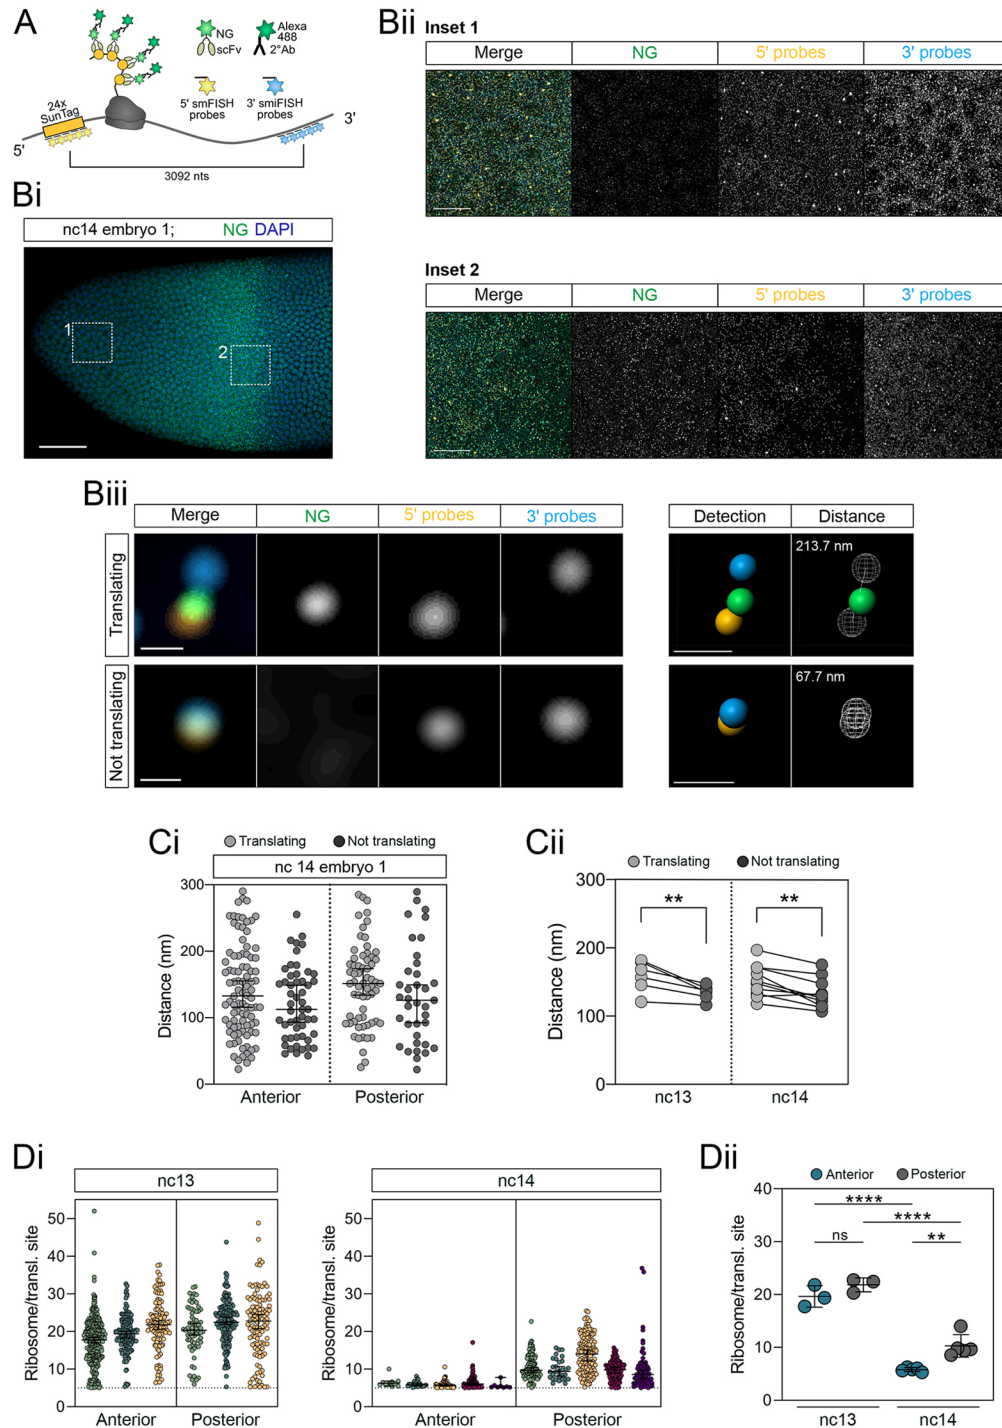 A
NG
scFv
Alexa
488
2°Ab
24x
SunTag
5' smFISH
probes
3' smiFISH
probes
5'
3'
3092 nts
Bi
nc14 embryo 1; NG DAPI
1
2
Bii
Inset 1
Merge NG 5' probes 3' probes
Inset 2
Merge NG 5' probes 3' probes
Biii
Merge NG 5' probes 3' probes Detection Distance
Translating
213.7 nm
Not translating
67.7 nm
Ci
Translating Not translating
nc 14 embryo 1
Distance (nm)
300
200
100
0
Anterior Posterior
Cii
Translating Not translating
** **
Distance (nm)
300
200
100
0
nc13 nc14
Di
nc13
Ribosome/transl. site
50
40
30
20
10
0
Anterior Posterior
nc14
Ribosome/transl. site
50
40
30
20
10
0
Anterior Posterior
Dii
Anterior Posterior
Ribosome/transl. site
40
30
20
10
0
****
****
ns **
nc13 nc14